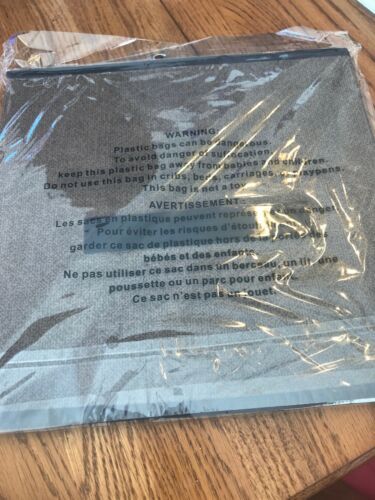 WARNING:
Plastic bags can be dangerous.
To avoid danger of suffocation,
keep this plastic bag away from babies and children.
Do not use this bag in cribs, beds, carriages, or playpens.
This bag is not a toy.
AVERTISSEMENT:
Les sacs en plastique peuvent représenter un danger.
Pour éviter les risques d'étouf
garder ce sac de plastique hors de la portée des
bébés et des enfants.
Ne pas utiliser ce sac dans un berceau, un lit, une
poussette ou un parc pour enfant.
Ce sac n'est pas un jouet.